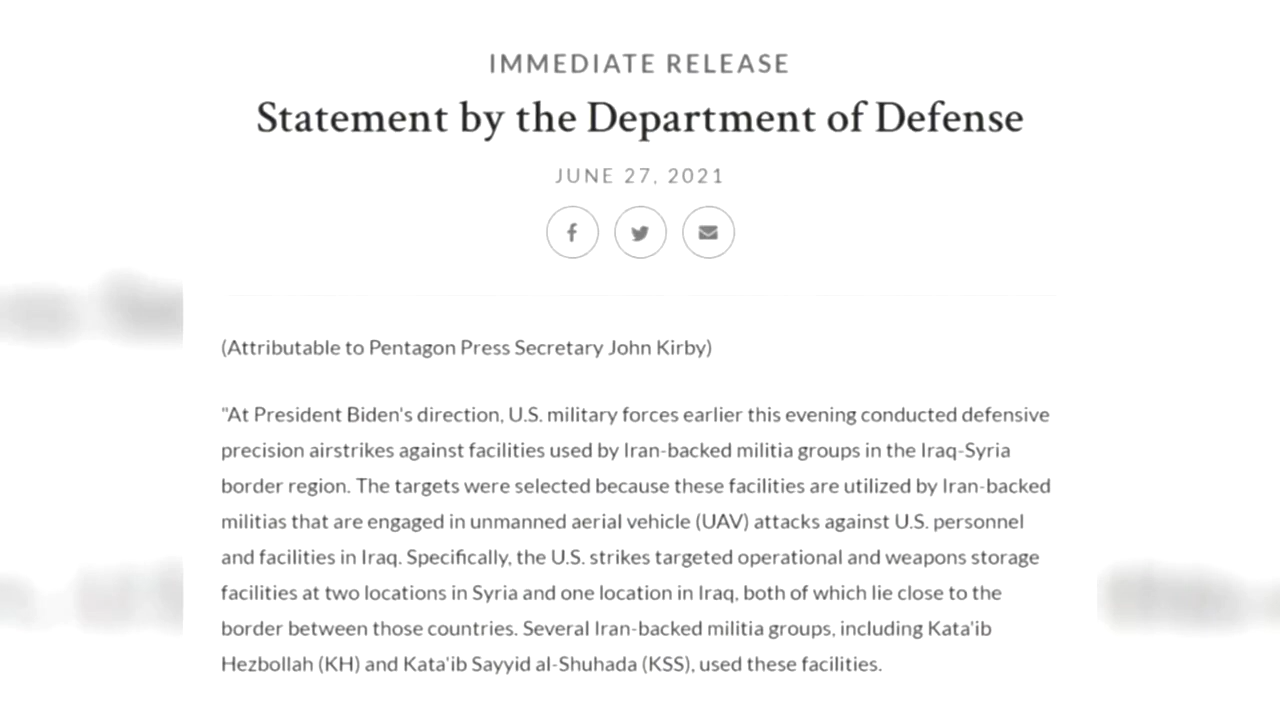 IMMEDIATE RELEASE
Statement by the Department of Defense
JUNE 27, 2021
(Attributable to Pentagon Press Secretary John Kirby)
"At President Biden's direction, U.S. military forces earlier this evening conducted defensive
precision airstrikes against facilities used by Iran-backed militia groups in the Iraq-Syria
border region. The targets were selected because these facilities are utilized by Iran-backed
militias that are engaged in unmanned aerial vehicle (UAV) attacks against U.S. personnel
and facilities in Iraq. Specifically, the U.S. strikes targeted operational and weapons storage
facilities at two locations in Syria and one location in Iraq, both of which lie close to the
border between those countries. Several Iran-backed militia groups, including Kata'ib
Hezbollah (KH) and Kata'ib Sayyid al-Shuhada (KSS), used these facilities.